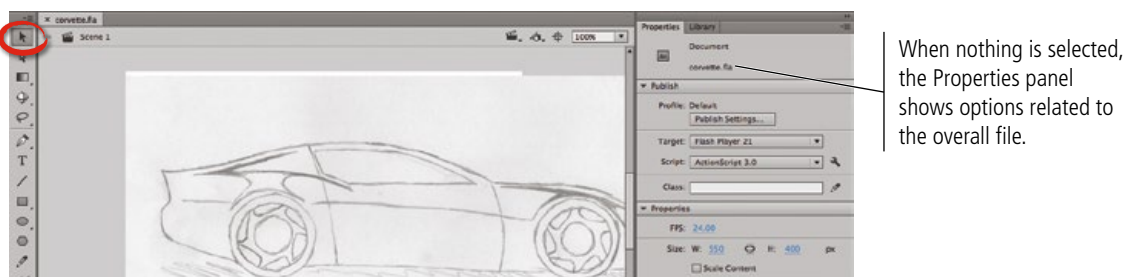 corvette.fla
Scene 1
100%
Properties Library
Document
corvette.fla
Publish
Profile: Default
Publish Settings...
Target: Flash Player 21
Script: ActionScript 3.0
Class:
Properties
FPS: 24.00
Size: W: 550 H: 400 px
Scale Content
When nothing is selected,
the Properties panel
shows options related to
the overall file.